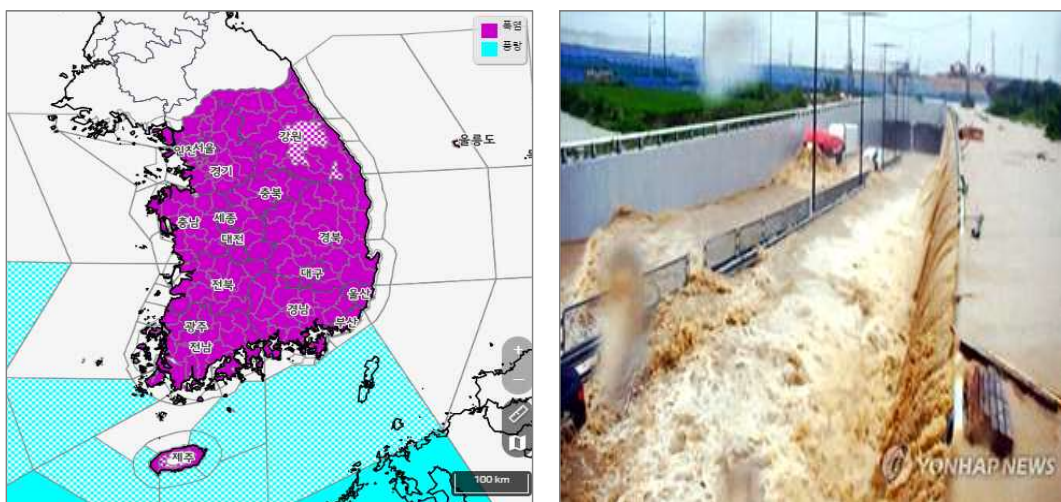 폭염
풍랑
강원
울릉도
인천
서울
경기
충북
충남
세종
대전
경북
전북
대구
울산
경남
부산
광주
전남
제주
+
−
100 km
YONHAP NEWS